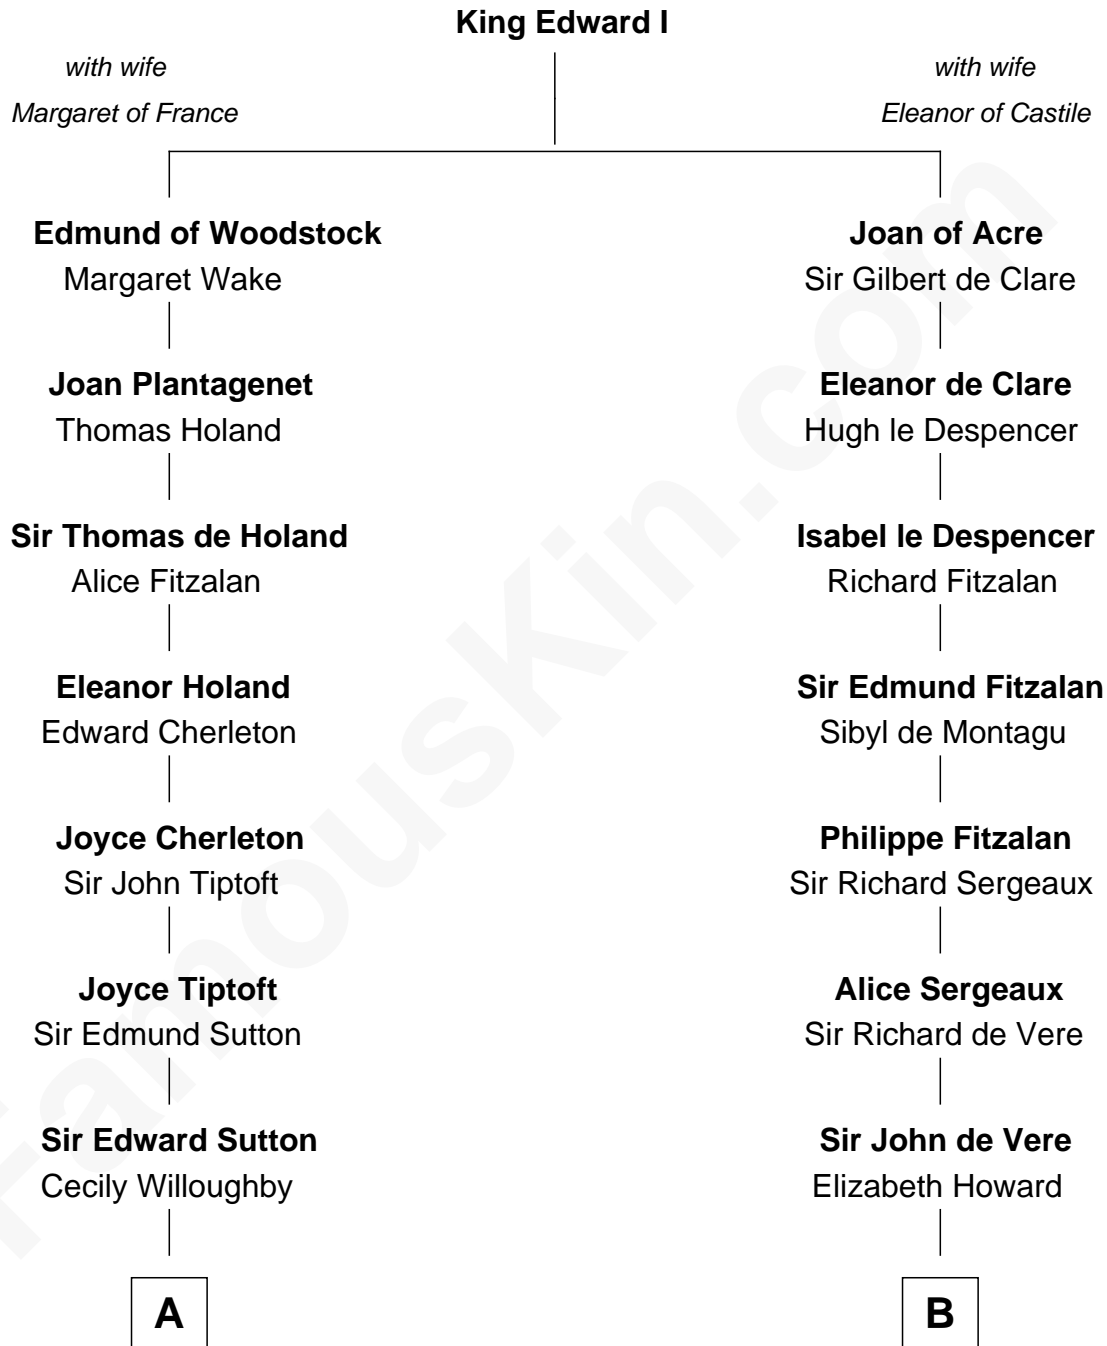 King Edward I
with wife
Margaret of France
with wife
Eleanor of Castile
Edmund of Woodstock
Margaret Wake
Joan of Acre
Sir Gilbert de Clare
Joan Plantagenet
Thomas Holand
Eleanor de Clare
Hugh le Despencer
Sir Thomas de Holand
Alice Fitzalan
Isabel le Despencer
Richard Fitzalan
Eleanor Holand
Edward Cherleton
Sir Edmund Fitzalan
Sibyl de Montagu
Joyce Cherleton
Sir John Tiptoft
Philippe Fitzalan
Sir Richard Sergeaux
Joyce Tiptoft
Sir Edmund Sutton
Alice Sergeaux
Sir Richard de Vere
Sir Edward Sutton
Cecily Willoughby
Sir John de Vere
Elizabeth Howard
A
B
FamousKin.com